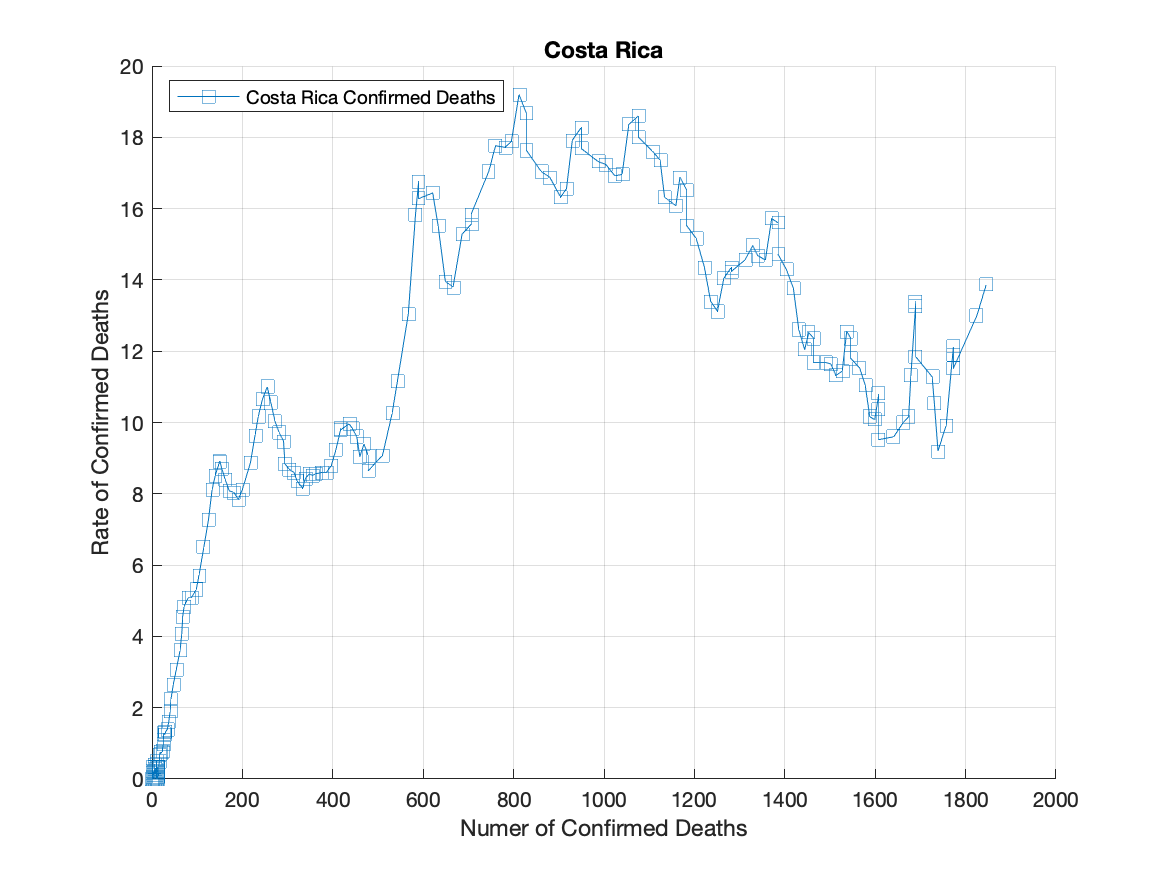 Costa Rica
Costa Rica Confirmed Deaths
Rate of Confirmed Deaths
20
18
16
14
12
10
8
6
4
2
0
0 200 400 600 800 1000 1200 1400 1600 1800 2000
Numer of Confirmed Deaths